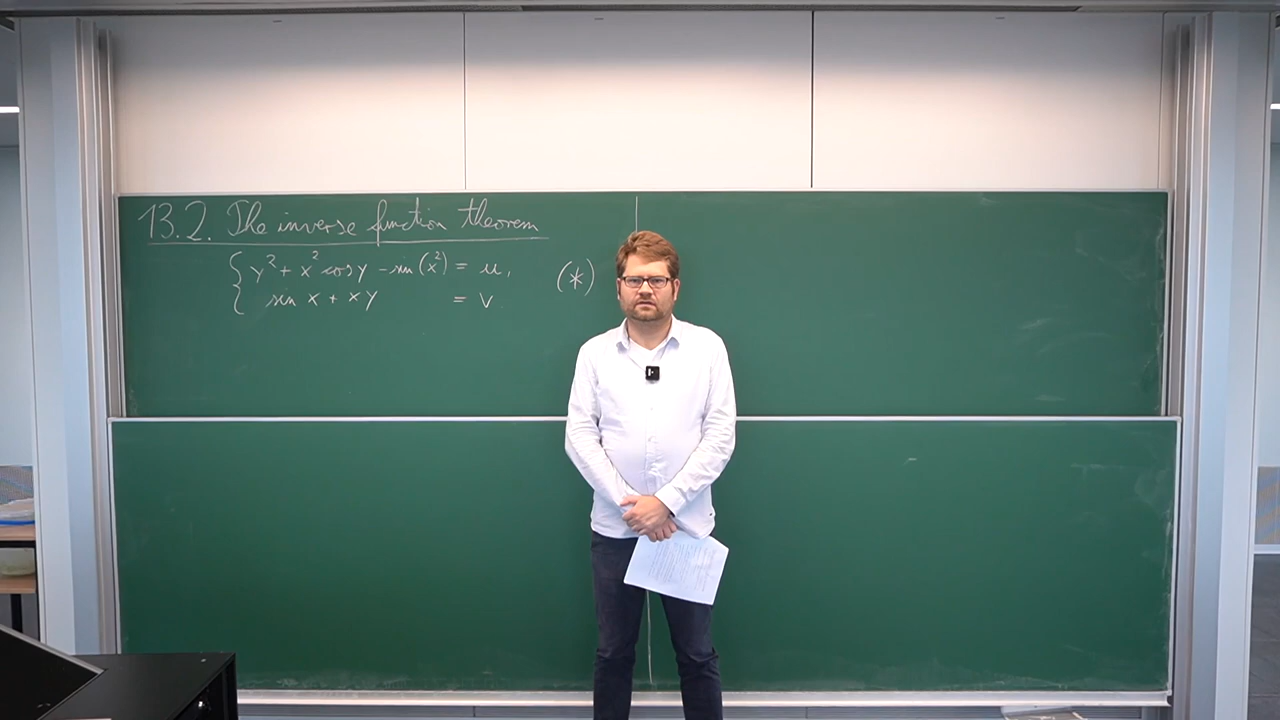 13.2. The inverse function theorem
y² + x² cos y - sin (x²) = u, (*)
sin x + xy = v